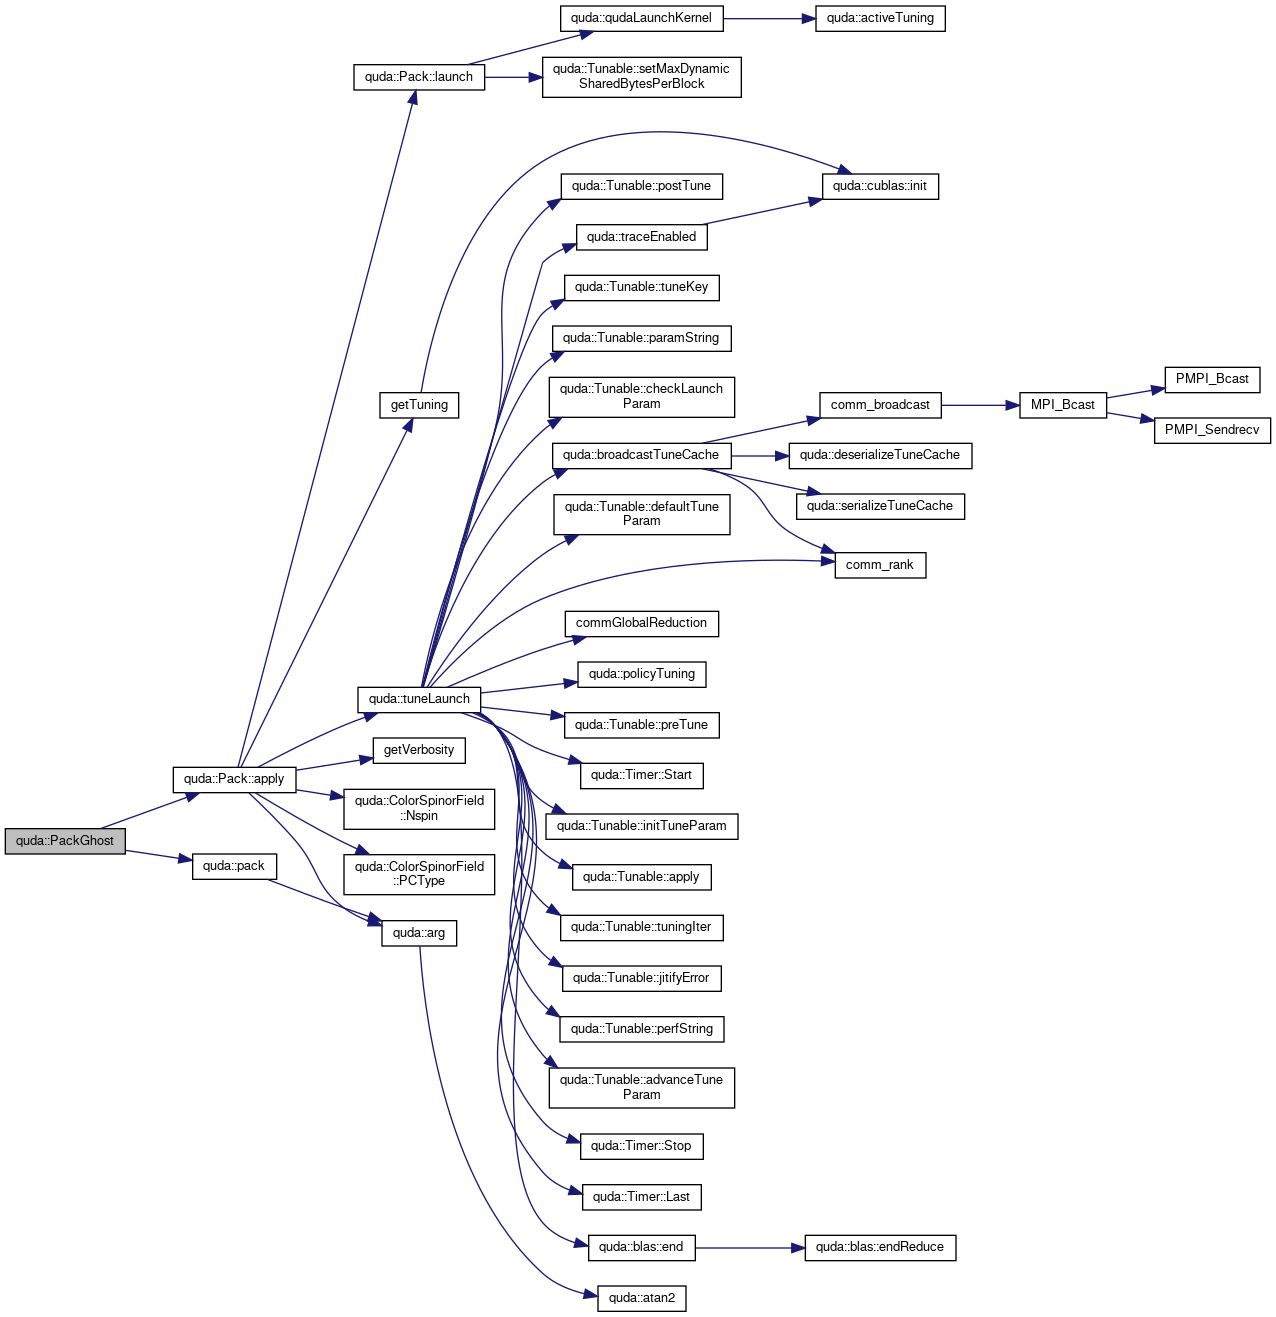 quda::qudaLaunchKernel
quda::activeTuning
quda::Pack::launch
quda::Tunable::setMaxDynamic
SharedBytesPerBlock
quda::Tunable::postTune
quda::cublas::init
quda::traceEnabled
quda::Tunable::tuneKey
quda::Tunable::paramString
quda::Tunable::checkLaunch
Param
PMPI_Bcast
getTuning
comm_broadcast
MPI_Bcast
PMPI_Sendrecv
quda::broadcastTuneCache
quda::deserializeTuneCache
quda::Tunable::defaultTune
Param
quda::serializeTuneCache
comm_rank
commGlobalReduction
quda::policyTuning
quda::tuneLaunch
quda::Tunable::preTune
getVerbosity
quda::Timer::Start
quda::Pack::apply
quda::ColorSpinorField
::Nspin
quda::Tunable::initTuneParam
quda::PackGhost
quda::pack
quda::ColorSpinorField
::PCType
quda::Tunable::apply
quda::arg
quda::Tunable::tuningIter
quda::Tunable::jitifyError
quda::Tunable::perfString
quda::Tunable::advanceTune
Param
quda::Timer::Stop
quda::Timer::Last
quda::blas::end
quda::blas::endReduce
quda::atan2